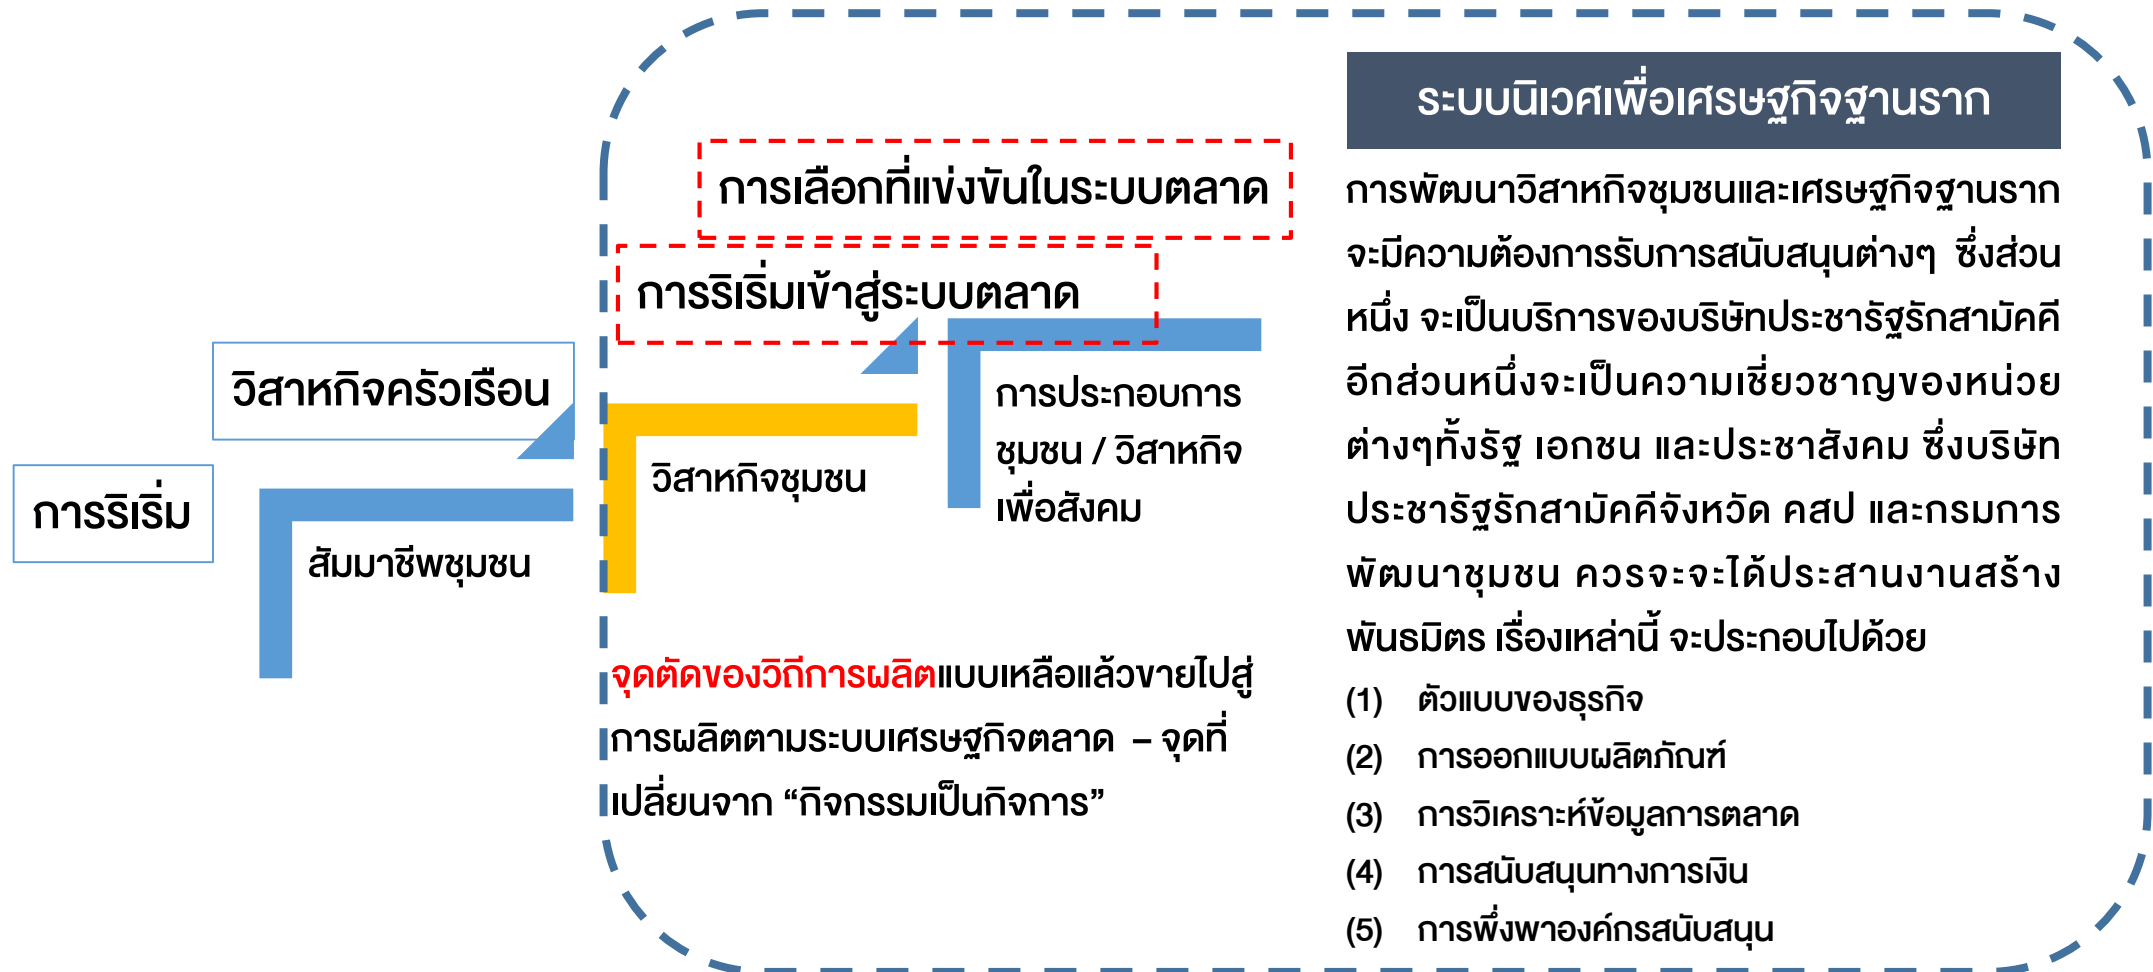 ระบบนิเวศเพื่อเศรษฐกิจฐานราก
การเลือกที่แข่งขันในระบบตลาด
การริเริ่มเข้าสู่ระบบตลาด
วิสาหกิจครัวเรือน
การริเริ่ม
สัมมาชีพชุมชน
วิสาหกิจชุมชน
การประกอบการ
ชุมชน / วิสาหกิจ
เพื่อสังคม
จุดตัดของวิถีการผลิตแบบเหลือแล้วขายไปสู่
การผลิตตามระบบเศรษฐกิจตลาด – จุดที่
เปลี่ยนจาก “กิจกรรมเป็นกิจการ”
การพัฒนาวิสาหกิจชุมชนและเศรษฐกิจฐานราก
จะมีความต้องการรับการสนับสนุนต่างๆ ซึ่งส่วน
หนึ่ง จะเป็นบริการของบริษัทประชารัฐรักสามัคคี
อีกส่วนหนึ่งจะเป็นความเชี่ยวชาญของหน่วย
ต่างๆทั้งรัฐ เอกชน และประชาสังคม ซึ่งบริษัท
ประชารัฐรักสามัคคีจังหวัด คสป และกรมการ
พัฒนาชุมชน ควรจะจะได้ประสานงานสร้าง
พันธมิตร เรื่องเหล่านี้ จะประกอบไปด้วย
(1) ตัวแบบของธุรกิจ
(2) การออกแบบผลิตภัณฑ์
(3) การวิเคราะห์ข้อมูลการตลาด
(4) การสนับสนุนทางการเงิน
(5) การพึ่งพาองค์กรสนับสนุน